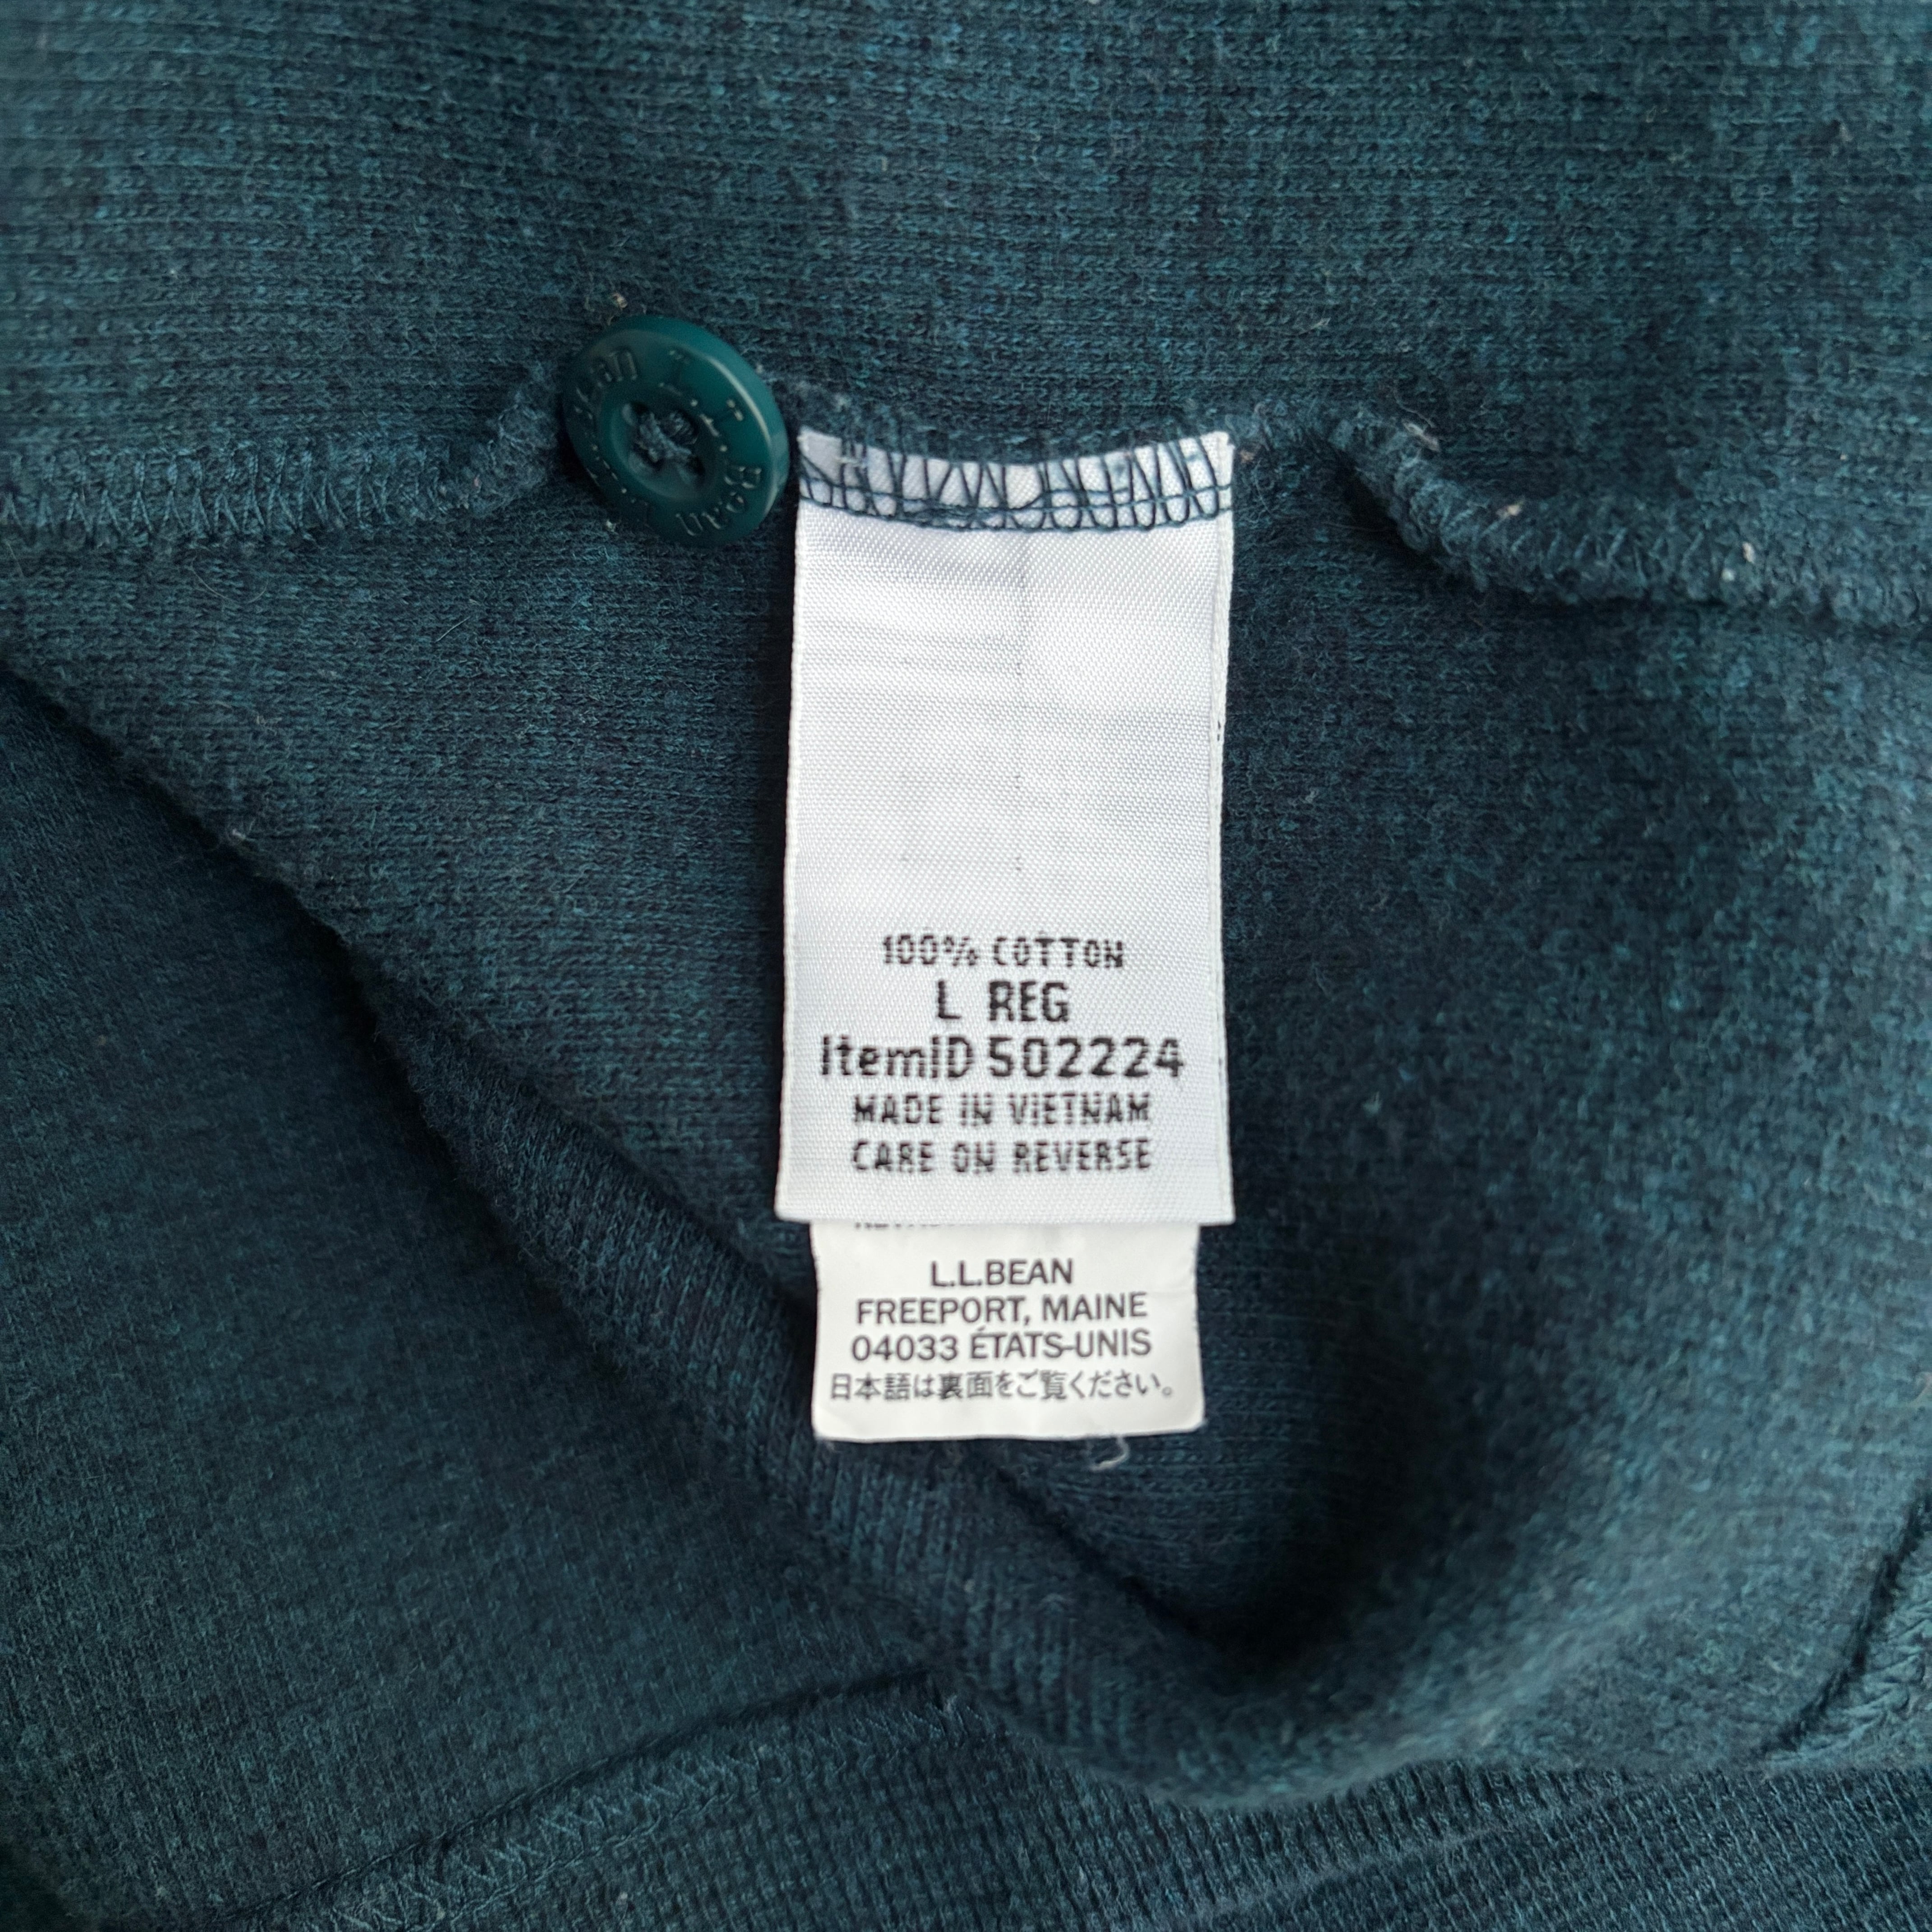 L.L.Bean
100% COTTON
L REG
ItemID 502224
MADE IN VIETNAM
CARE ON REVERSE
L.L.BEAN
FREEPORT, MAINE
04033 ÉTATS-UNIS
日本語は裏面をご覧ください。